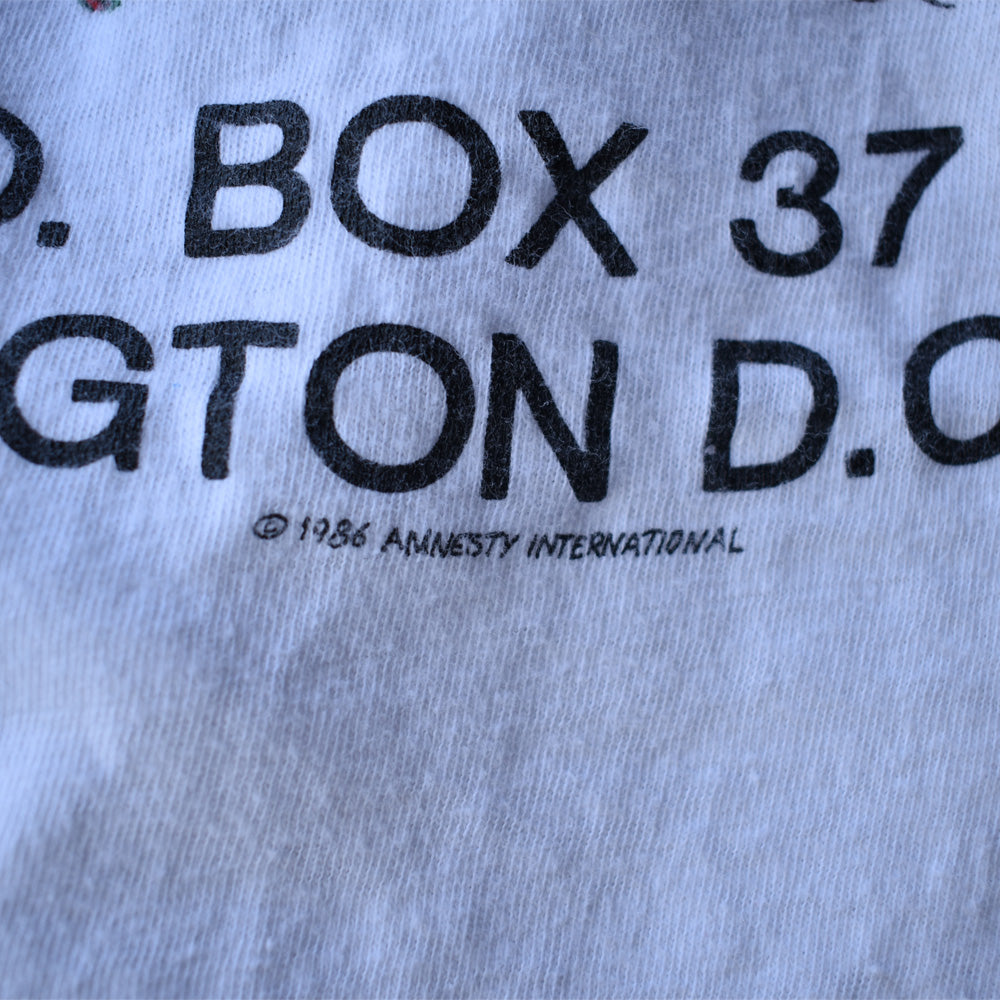 O. BOX 37
GTON D.C
© 1986 AMNESTY INTERNATIONAL